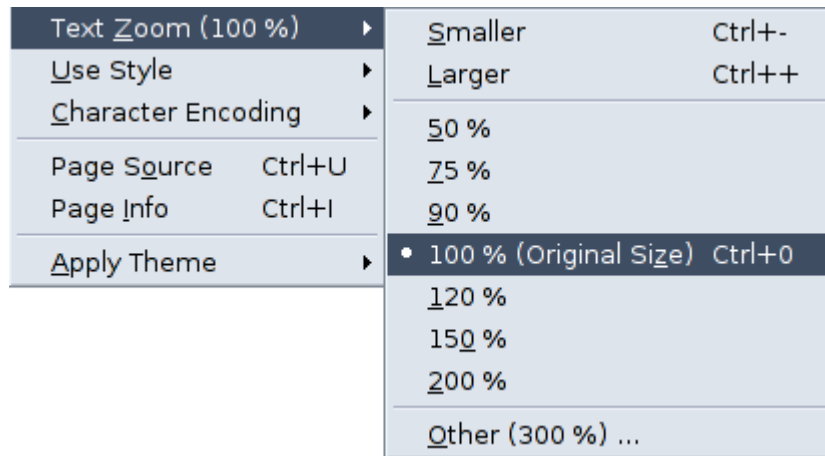 Text Zoom (100 %)
Use Style
Character Encoding
Page Source Ctrl+U
Page Info Ctrl+I
Apply Theme
Smaller Ctrl+-
Larger Ctrl++
50 %
75 %
90 %
100 % (Original Size) Ctrl+0
120 %
150 %
200 %
Other (300 %) ...